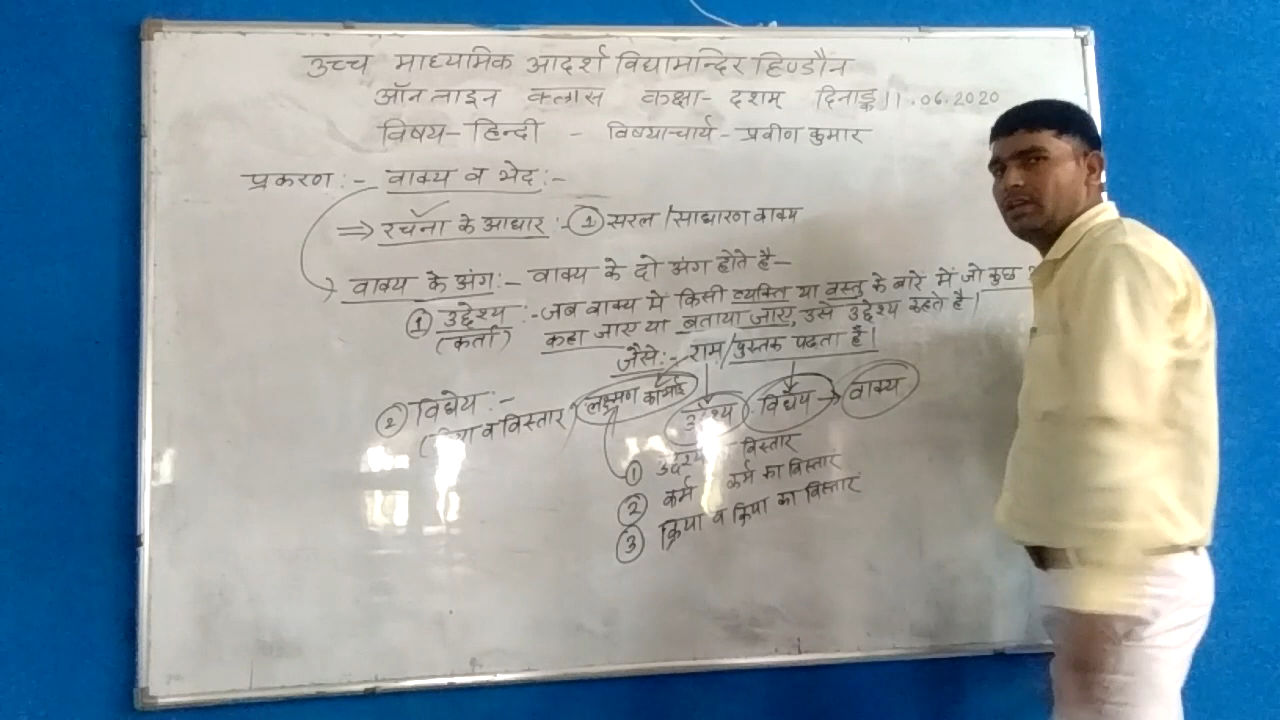 उच्च माध्यमिक आदर्श विद्यामन्दिर हिण्डौन
ऑनलाइन क्लास कक्षा- दशम् दिनाङ्क 11.06.2020
विषय- हिन्दी - विषयाचार्य- प्रवीण कुमार
प्रकरण:- वाक्य व भेद:-
⇒ रचना के आधार :- ① सरल/साधारण वाक्य
वाक्य के अंग:- वाक्य के दो अंग होते है-
① उद्देश्य :- जब वाक्य में किसी व्यक्ति या वस्तु के बारे में जो कुछ
(कर्ता) कहा जाए या बताया जाए, उसे उद्देश्य कहते है।
जैसे:- राम/पुस्तक पढता है।
② विधेय:- लक्ष्मण का भाई उद्देश्य विधेय → वाक्य
व विस्तार)
① उद्देश्य विस्तार
② कर्म कर्म का विस्तार
③ क्रिया व क्रिया का विस्तार